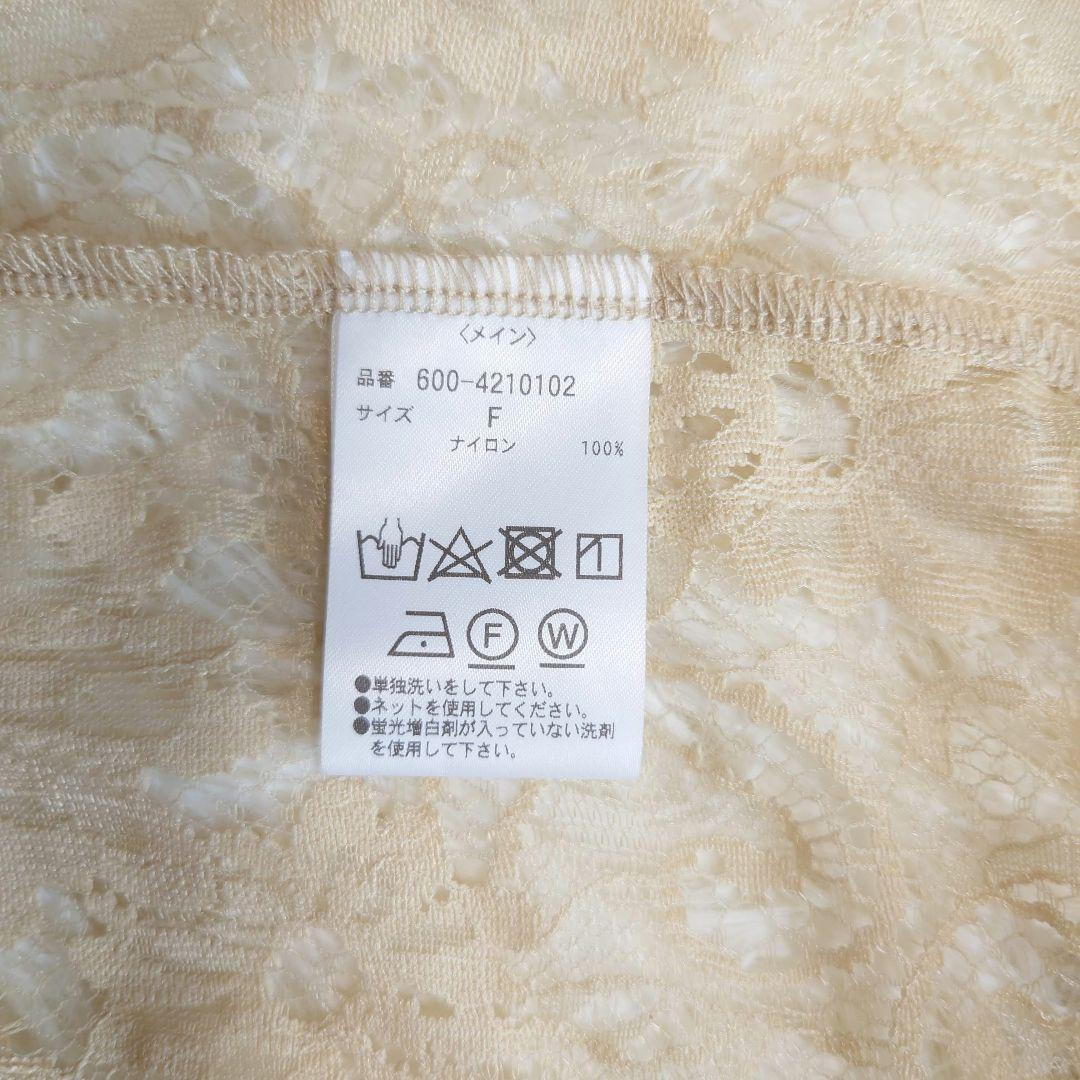 〈メイン〉
品番 600-4210102
サイズ F
ナイロン 100%
F W
●単独洗いをして下さい。
●ネットを使用してください。
●蛍光増白剤が入っていない洗剤
を使用して下さい。